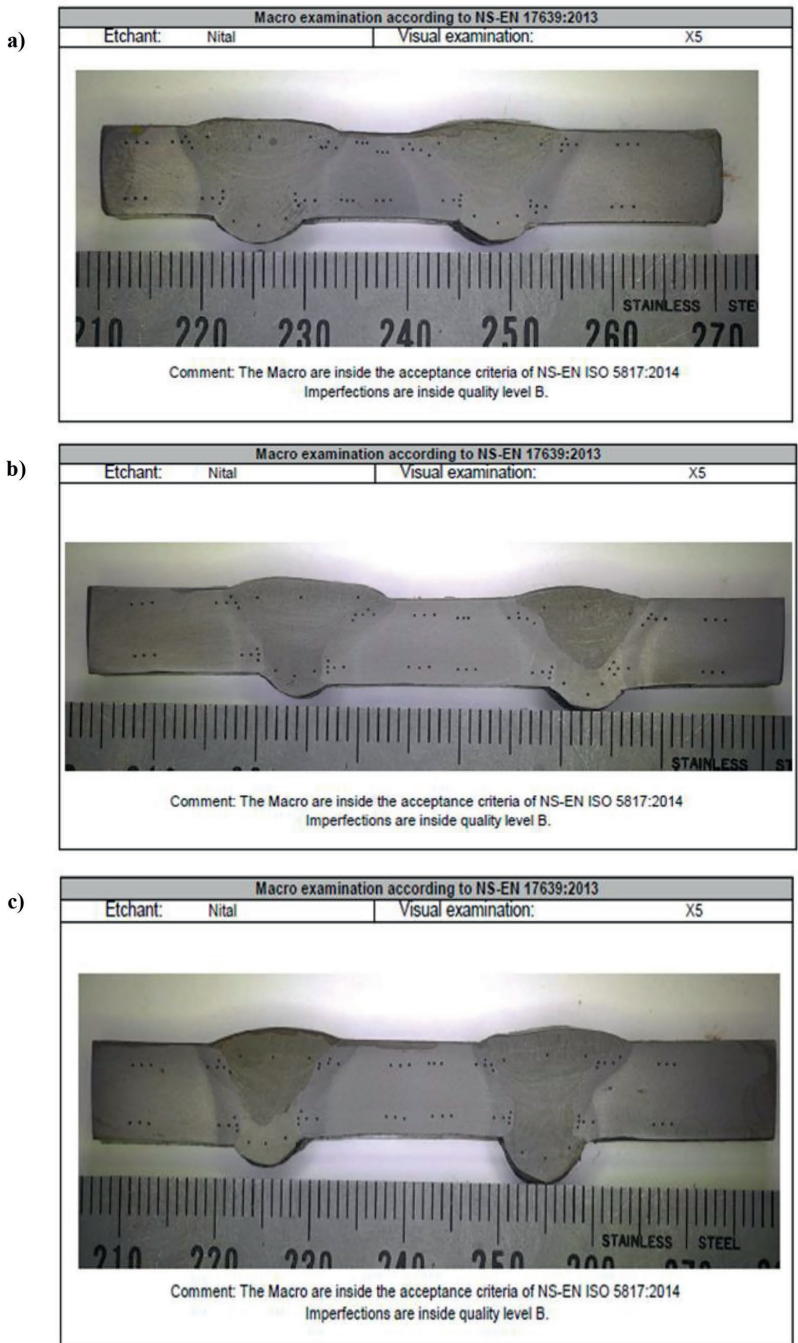 a)
Macro examination according to NS-EN 17639:2013
Etchant: Nital Visual examination: X5
STAINLESS STE
210 220 230 240 250 260 270
Comment: The Macro are inside the acceptance criteria of NS-EN ISO 5817:2014
Imperfections are inside quality level B.
b)
Macro examination according to NS-EN 17639:2013
Etchant: Nital Visual examination: X5
STAINLESS ST
Comment: The Macro are inside the acceptance criteria of NS-EN ISO 5817:2014
Imperfections are inside quality level B.
c)
Macro examination according to NS-EN 17639:2013
Etchant: Nital Visual examination: X5
STAINLESS STEEL
210 220 230 240 250
Comment: The Macro are inside the acceptance criteria of NS-EN ISO 5817:2014
Imperfections are inside quality level B.